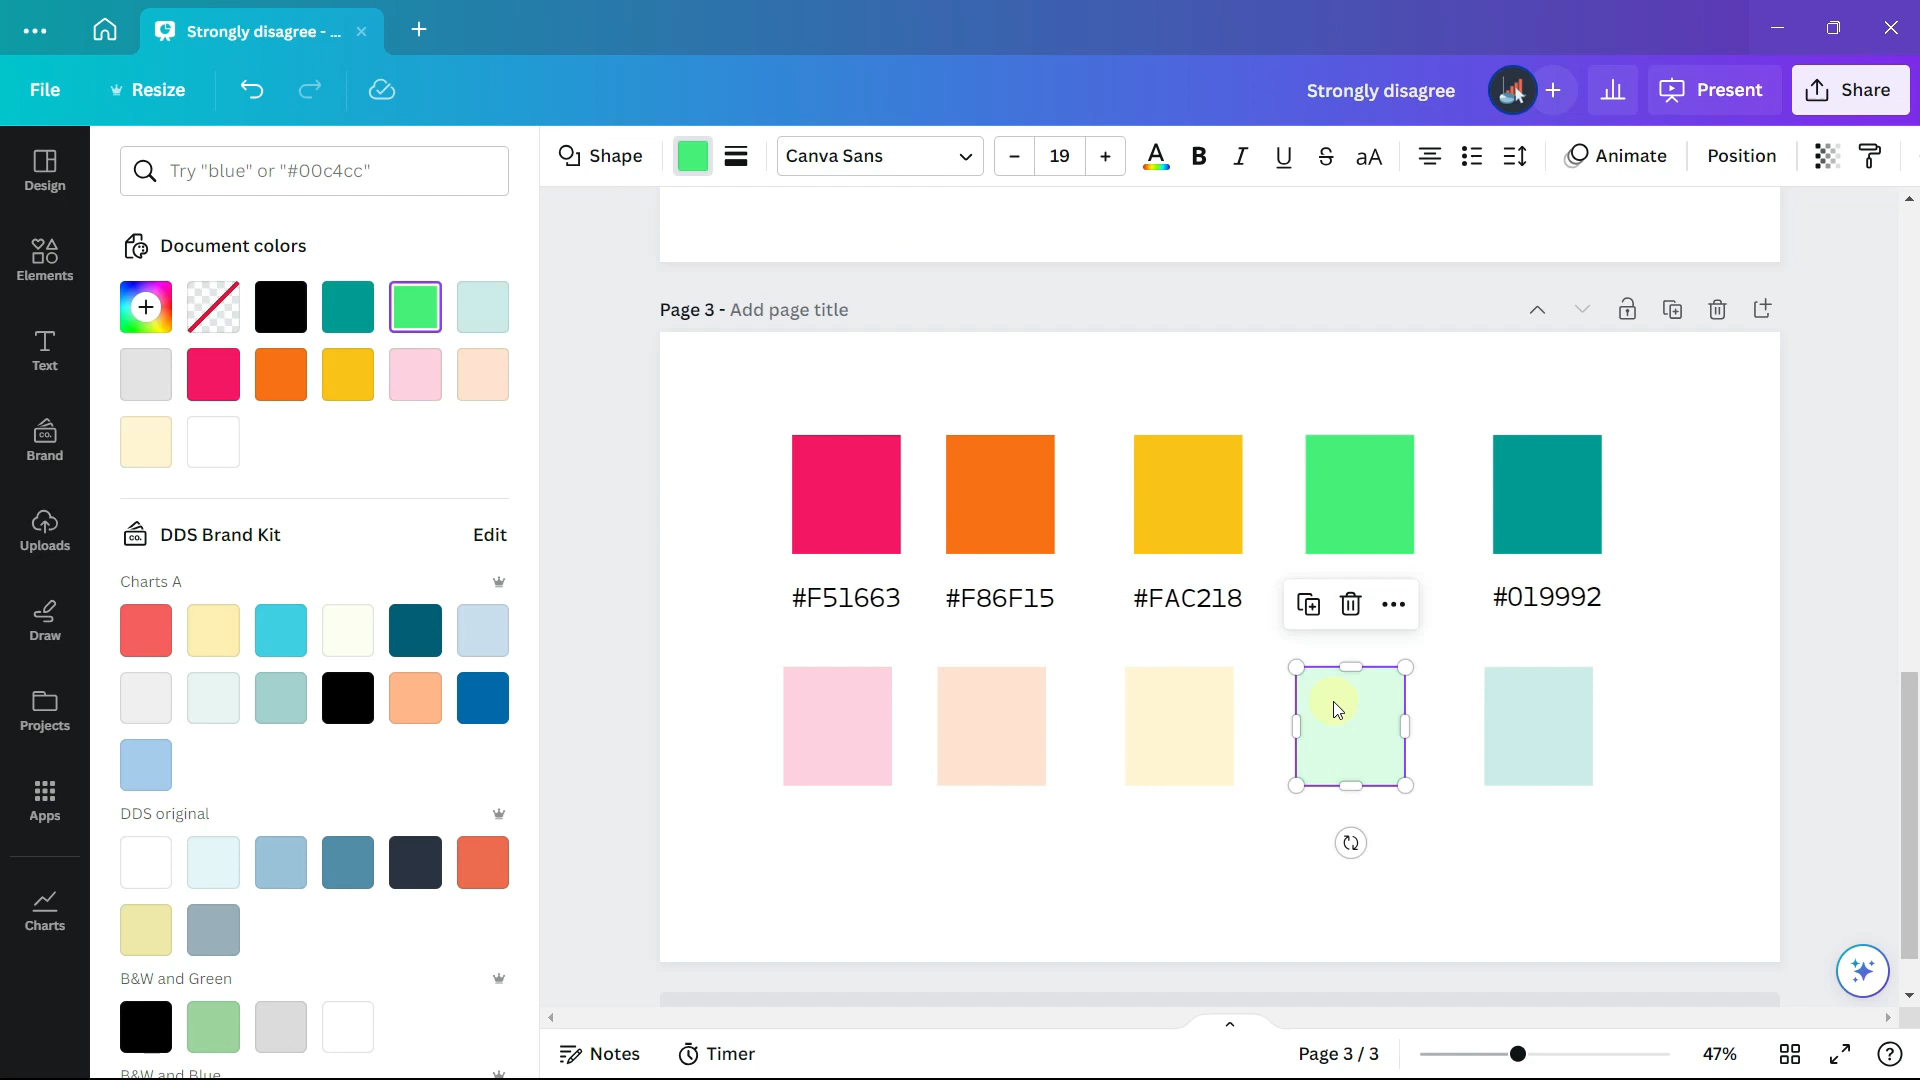 Strongly disagree - ...
File
Resize
Strongly disagree
Present
Share
Design
Elements
Text
Brand
Uploads
Draw
Projects
Apps
Charts
Try "blue" or "#00c4cc"
Document colors
DDS Brand Kit
Edit
Charts A
DDS original
B&W and Green
B&W and Blue
Shape
Canva Sans
19
A
B
I
U
S
aA
Animate
Position
Page 3 - Add page title
#F51663
#F86F15
#FAC218
#019992
Notes
Timer
Page 3 / 3
47%